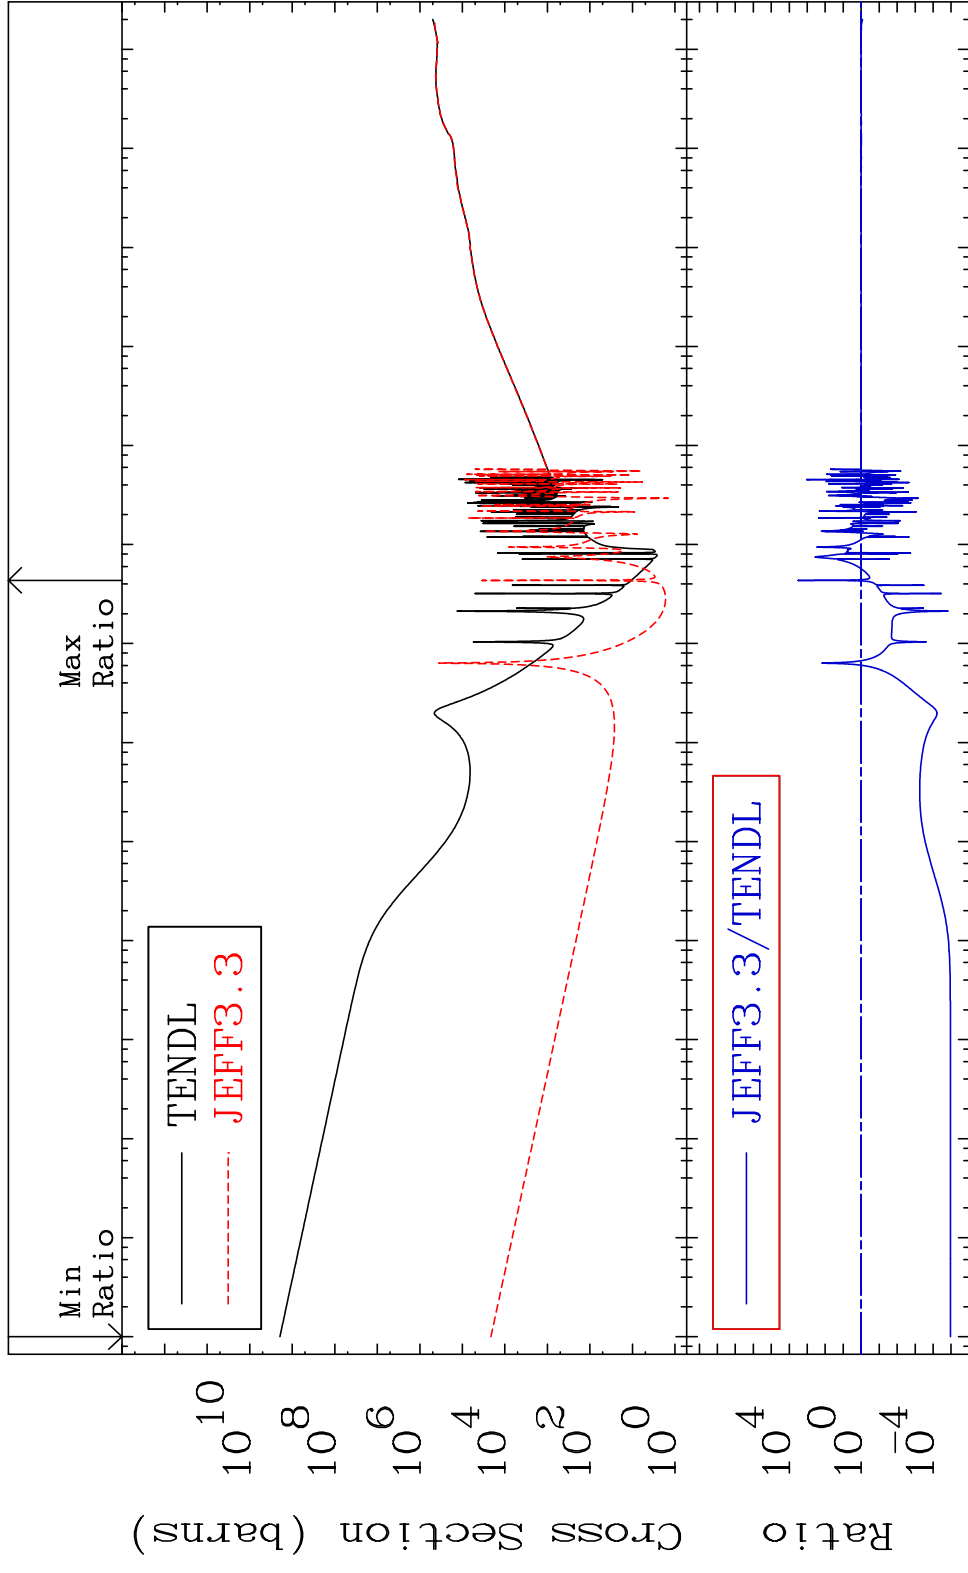 Min
Ratio
Max
Ratio
TENDL
JEFF3.3
10^10
10^8
10^6
10^4
10^2
10^0
Cross Section (barns)
JEFF3.3/TENDL
10^4
10^0
10^-4
Ratio